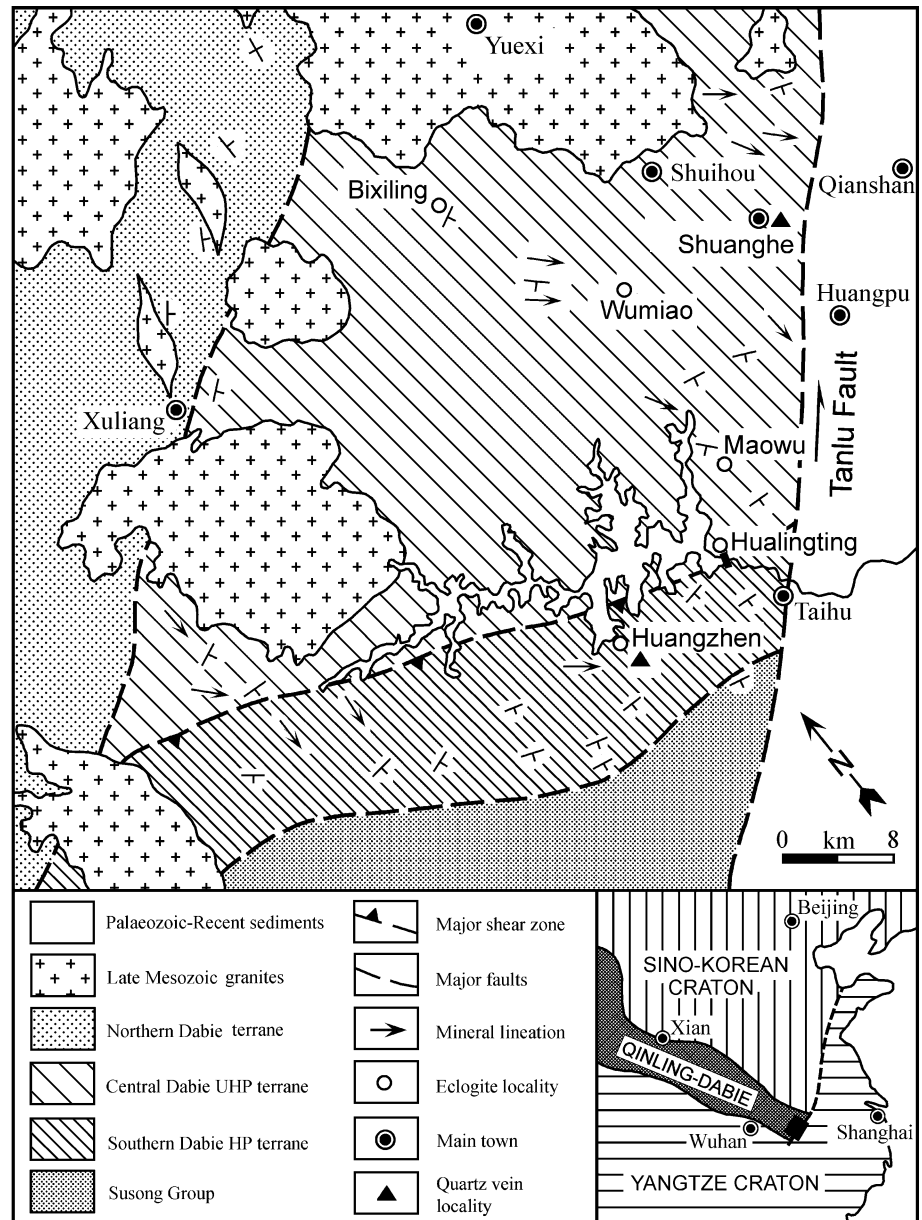 Yuexi
Shuihou
Qianshan
Bixiling
Shuanghe
Huangpu
Wumiao
Xuliang
Tanlu Fault
Maowu
Hualingting
Taihu
Huangzhen
N
0 km 8
Palaeozoic-Recent sediments
Late Mesozoic granites
Northern Dabie terrane
Central Dabie UHP terrane
Southern Dabie HP terrane
Susong Group
Major shear zone
Major faults
Mineral lineation
Eclogite locality
Main town
Quartz vein
locality
Beijing
SINO-KOREAN
CRATON
Xian
QINLING-DABIE
Wuhan
Shanghai
YANGTZE CRATON